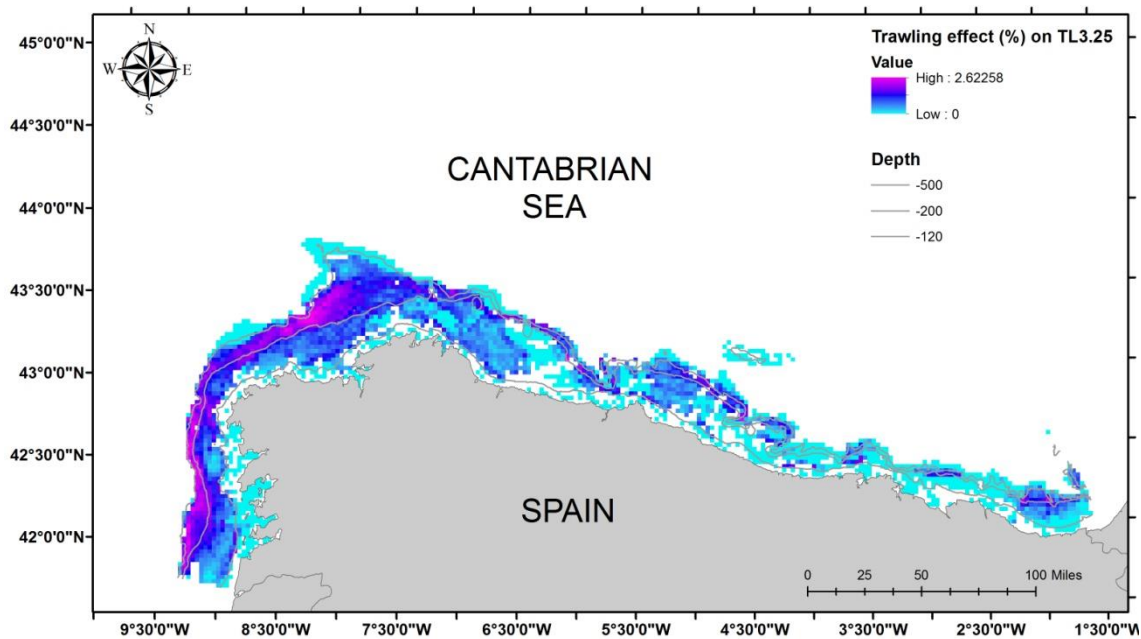 45°0'0"N
44°30'0"N
44°0'0"N
43°30'0"N
43°0'0"N
42°30'0"N
42°0'0"N
N
W E
S
Trawling effect (%) on TL3.25
Value
High : 2.62258
Low : 0
Depth
-500
-200
-120
CANTABRIAN
SEA
SPAIN
0 25 50 100 Miles
9°30'0"W 8°30'0"W 7°30'0"W 6°30'0"W 5°30'0"W 4°30'0"W 3°30'0"W 2°30'0"W 1°30'0"W